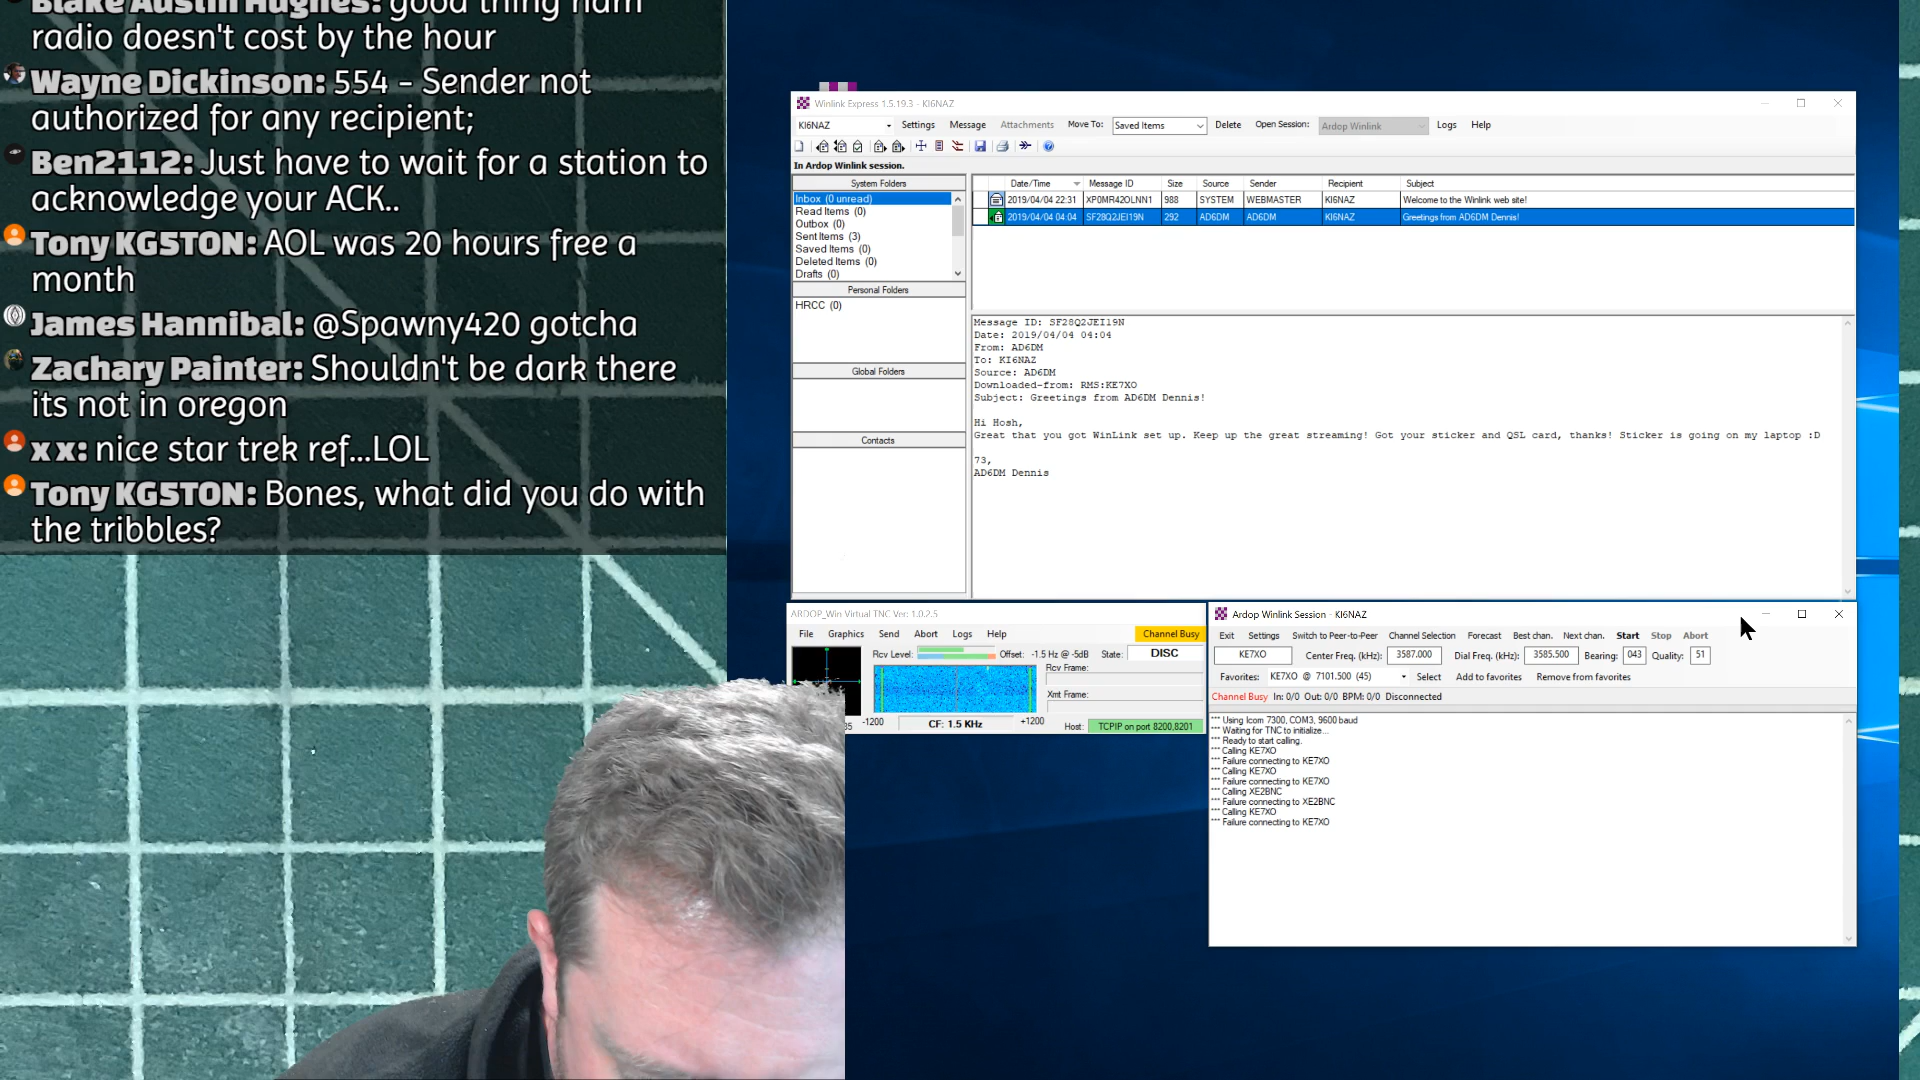 Blake Austin Hughes: good thing ham
radio doesn't cost by the hour
Wayne Dickinson: 554 - Sender not
authorized for any recipient;
Ben2112: Just have to wait for a station to
acknowledge your ACK..
Tony KG5TON: AOL was 20 hours free a
month
James Hannibal: @Spawny420 gotcha
Zachary Painter: Shouldn't be dark there
its not in oregon
x x: nice star trek ref...LOL
Tony KG5TON: Bones, what did you do with
the tribbles?
Winlink Express 1.5.19.3 - KI6NAZ
KI6NAZ Settings Message Attachments Move To: Saved Items Delete Open Session: Ardop Winlink Logs Help
In Ardop Winlink session.
System Folders
Inbox (0 unread)
Read Items (0)
Outbox (0)
Sent Items (3)
Saved Items (0)
Deleted Items (0)
Drafts (0)
Personal Folders
HRCC (0)
Global Folders
Contacts
Date/Time Message ID Size Source Sender Recipient Subject
2019/04/04 22:31 XP0MR42OLNN1 988 SYSTEM WEBMASTER KI6NAZ Welcome to the Winlink web site!
2019/04/04 04:04 SF28Q2JEI19N 292 AD6DM AD6DM KI6NAZ Greetings from AD6DM Dennis!
Message ID: SF28Q2JEI19N
Date: 2019/04/04 04:04
From: AD6DM
To: KI6NAZ
Source: AD6DM
Downloaded-from: RMS:KE7XO
Subject: Greetings from AD6DM Dennis!
Hi Hosh,
Great that you got WinLink set up. Keep up the great streaming! Got your sticker and QSL card, thanks! Sticker is going on my laptop :D
73,
AD6DM Dennis
ARDOP_Win Virtual TNC Ver: 1.0.2.5
File Graphics Send Abort Logs Help Channel Busy
Rcv Level: Offset: -1.5 Hz @ -5dB State: DISC
Rcv Frame:
Xmt Frame:
35 -1200 CF: 1.5 KHz +1200 Host: TCPIP on port 8200,8201
Ardop Winlink Session - KI6NAZ
Exit Settings Switch to Peer-to-Peer Channel Selection Forecast Best chan. Next chan. Start Stop Abort
KE7XO Center Freq. (kHz): 3587.000 Dial Freq. (kHz): 3585.500 Bearing: 043 Quality: 51
Favorites: KE7XO @ 7101.500 (45) Select Add to favorites Remove from favorites
Channel Busy In: 0/0 Out: 0/0 BPM: 0/0 Disconnected
*** Using Icom 7300, COM3, 9600 baud
*** Waiting for TNC to initialize...
*** Ready to start calling.
*** Calling KE7XO
*** Failure connecting to KE7XO
*** Calling KE7XO
*** Failure connecting to KE7XO
*** Calling XE2BNC
*** Failure connecting to XE2BNC
*** Calling KE7XO
*** Failure connecting to KE7XO